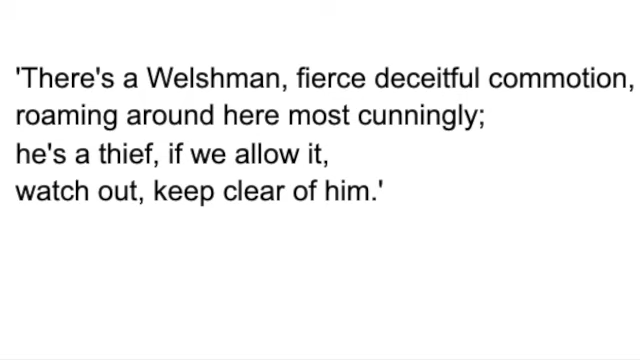 'There's a Welshman, fierce deceitful commotion,
roaming around here most cunningly;
he's a thief, if we allow it,
watch out, keep clear of him.'